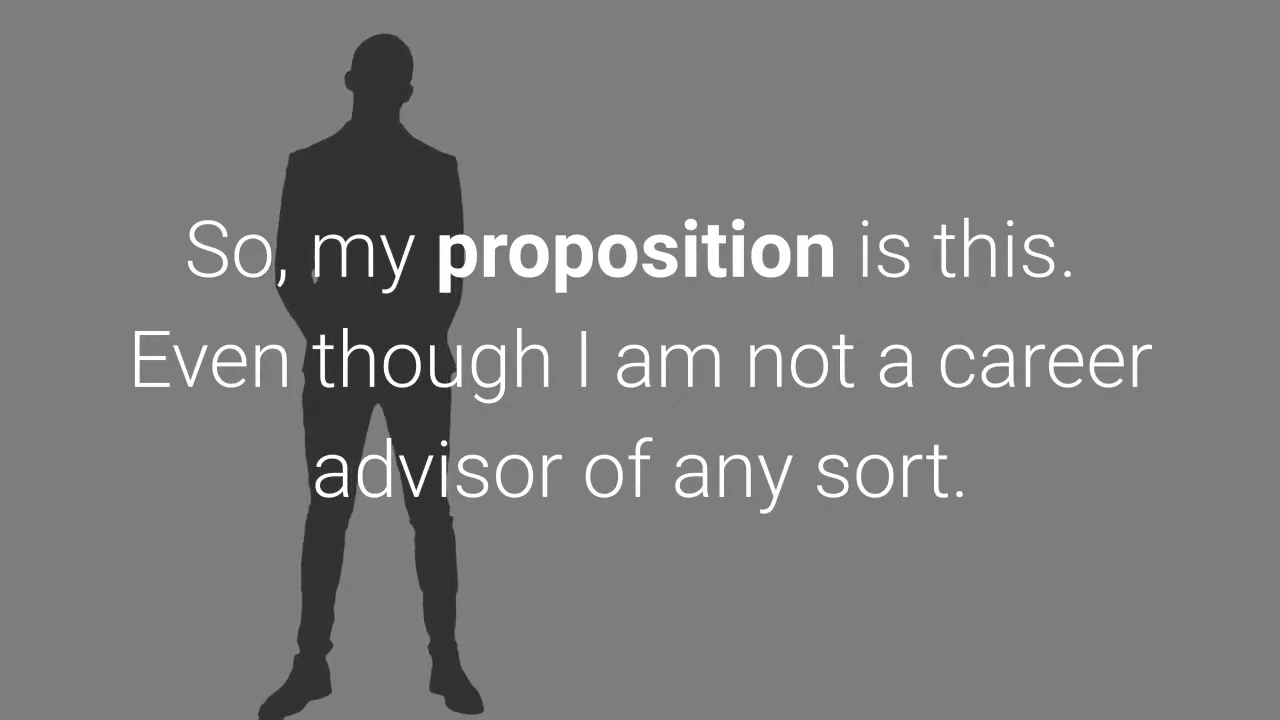 So, my proposition is this.
Even though I am not a career
advisor of any sort.